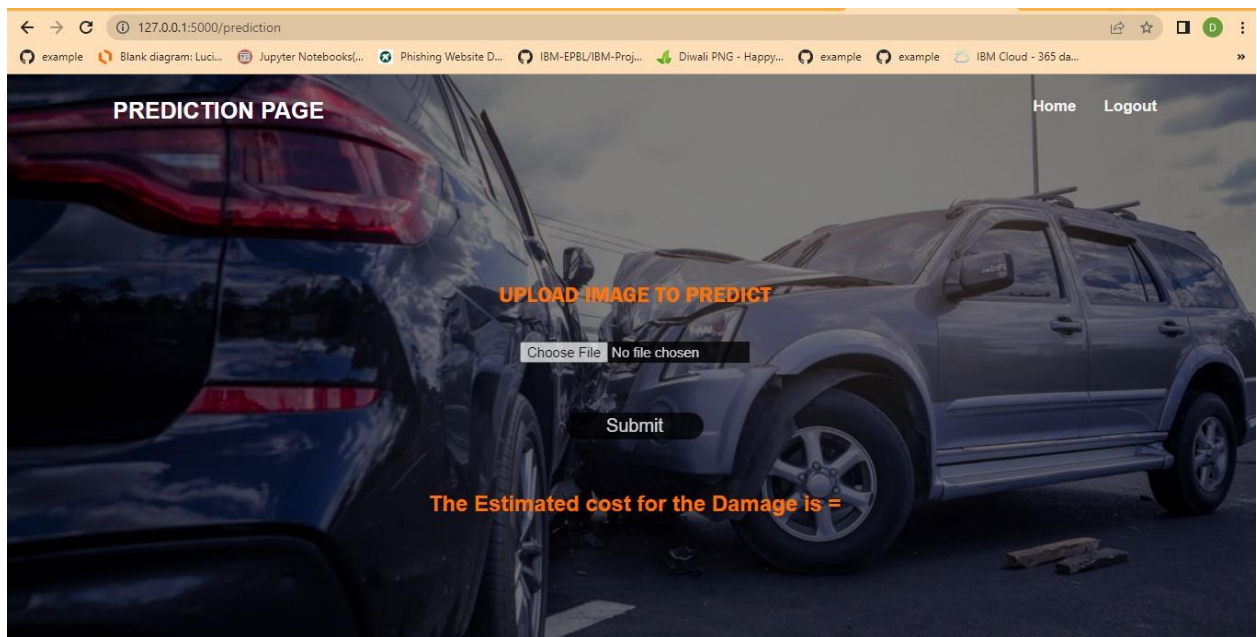 127.0.0.1:5000/prediction
example Blank diagram: Luci... Jupyter Notebooks(... Phishing Website D... IBM-EPBL/IBM-Proj... Diwali PNG - Happy... example example IBM Cloud - 365 da... »
D
PREDICTION PAGE Home Logout
UPLOAD IMAGE TO PREDICT
Choose File No file chosen
Submit
The Estimated cost for the Damage is =